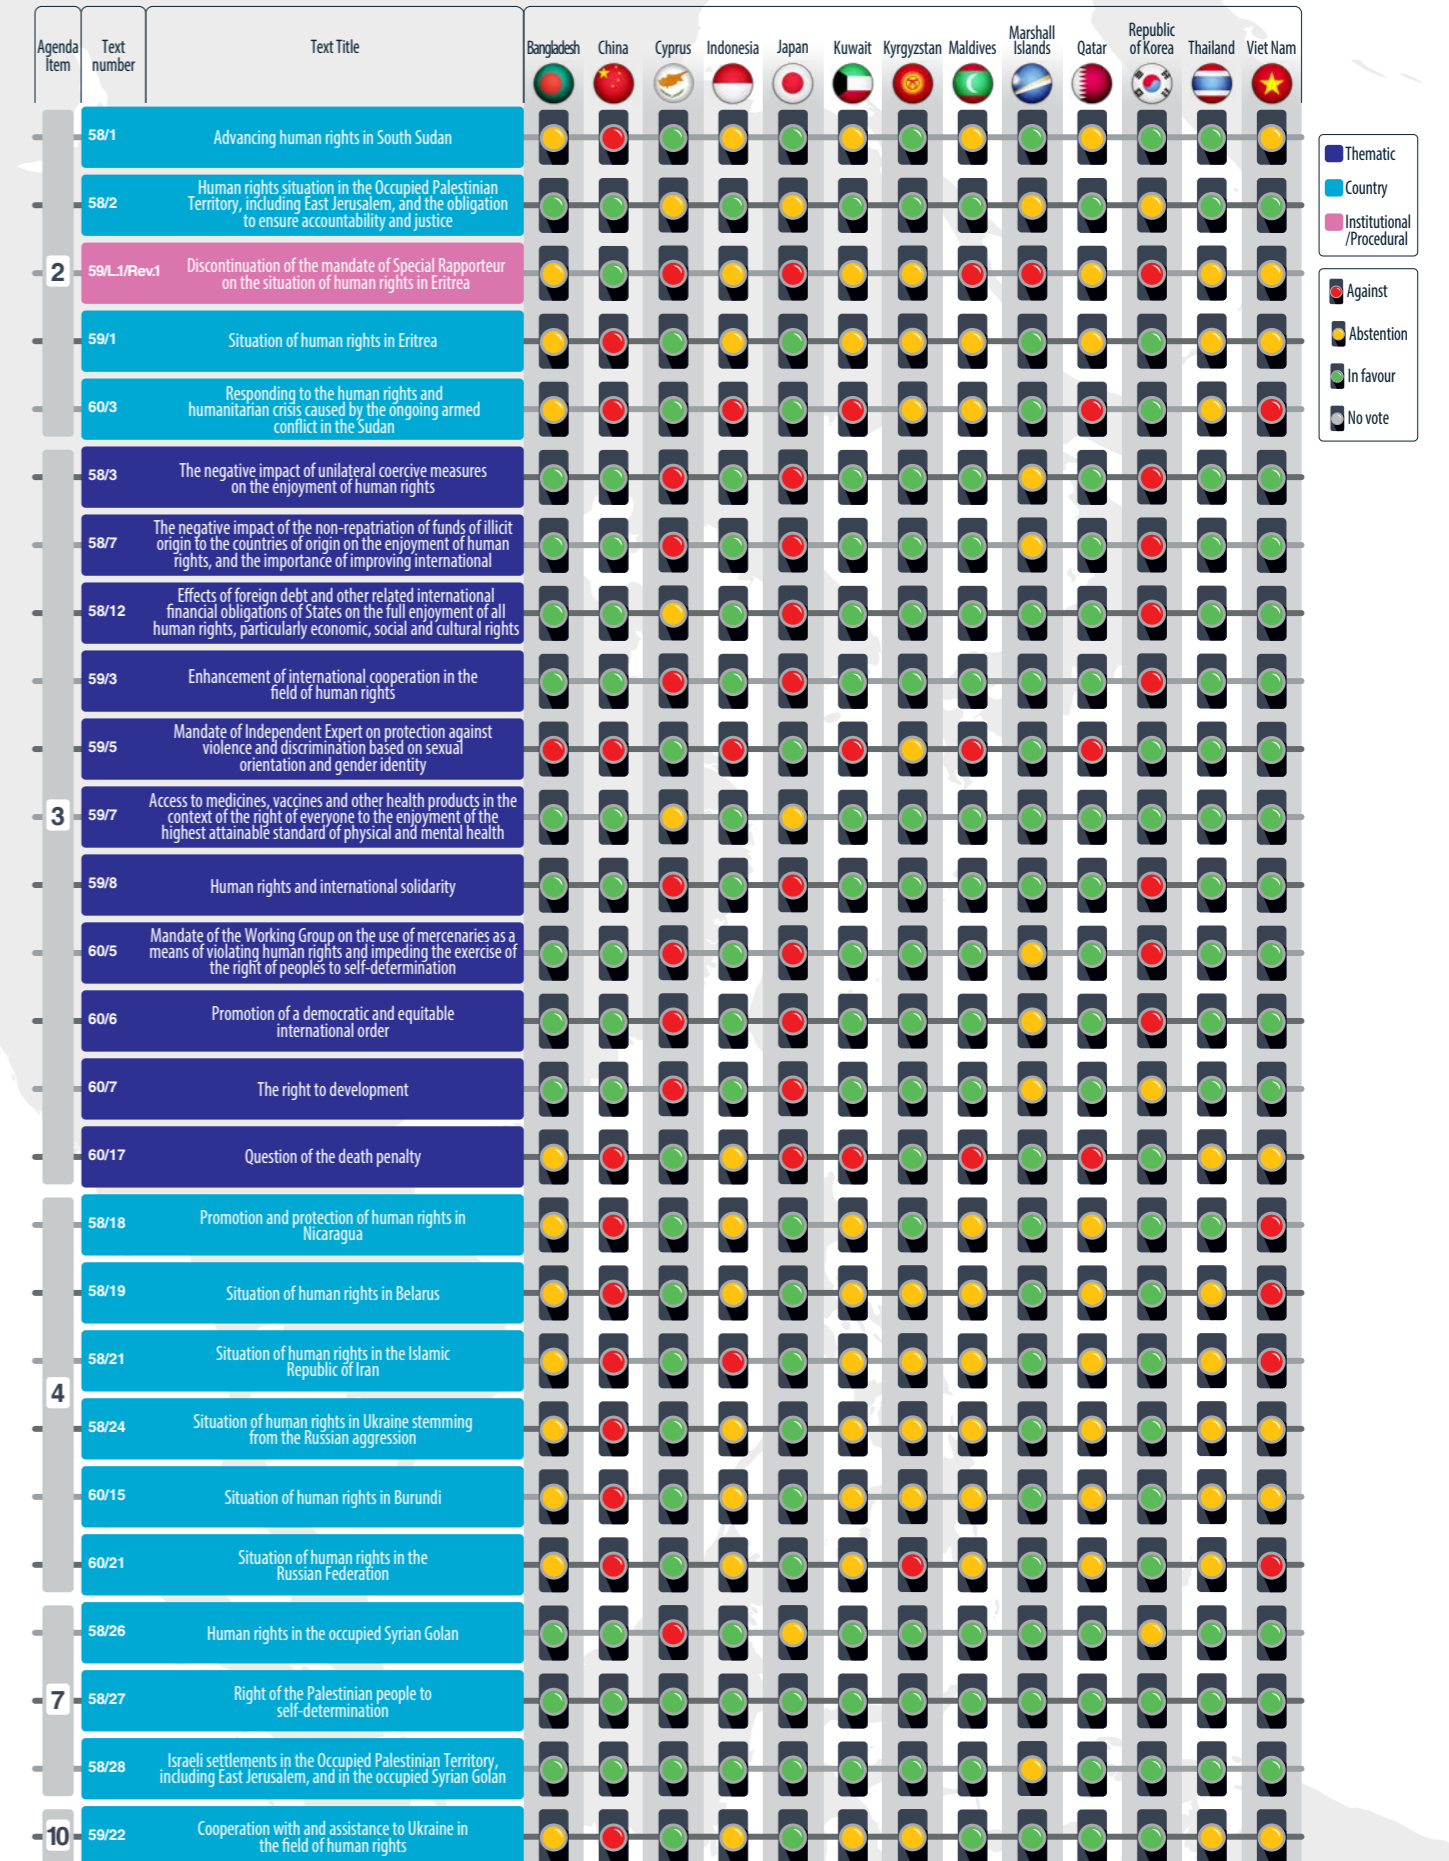 Agenda
Item
Text
number
Text Title
Bangladesh
China
Cyprus
Indonesia
Japan
Kuwait
Kyrgyzstan
Maldives
Marshall
Islands
Qatar
Republic
of Korea
Thailand
Viet Nam
Thematic
Country
Institutional
/Procedural
Against
Abstention
In favour
No vote
2
58/1
Advancing human rights in South Sudan
58/2
Human rights situation in the Occupied Palestinian
Territory, including East Jerusalem, and the obligation
to ensure accountability and justice
59/L.1/Rev.1
Discontinuation of the mandate of Special Rapporteur
on the situation of human rights in Eritrea
59/1
Situation of human rights in Eritrea
60/3
Responding to the human rights and
humanitarian crisis caused by the ongoing armed
conflict in the Sudan
3
58/3
The negative impact of unilateral coercive measures
on the enjoyment of human rights
58/7
The negative impact of the non-repatriation of funds of illicit
origin to the countries of origin on the enjoyment of human
rights, and the importance of improving international
58/12
Effects of foreign debt and other related international
financial obligations of States on the full enjoyment of all
human rights, particularly economic, social and cultural rights
59/3
Enhancement of international cooperation in the
field of human rights
59/5
Mandate of Independent Expert on protection against
violence and discrimination based on sexual
orientation and gender identity
59/7
Access to medicines, vaccines and other health products in the
context of the right of everyone to the enjoyment of the
highest attainable standard of physical and mental health
59/8
Human rights and international solidarity
60/5
Mandate of the Working Group on the use of mercenaries as a
means of violating human rights and impeding the exercise of
the right of peoples to self-determination
60/6
Promotion of a democratic and equitable
international order
60/7
The right to development
60/17
Question of the death penalty
4
58/18
Promotion and protection of human rights in
Nicaragua
58/19
Situation of human rights in Belarus
58/21
Situation of human rights in the Islamic
Republic of Iran
58/24
Situation of human rights in Ukraine stemming
from the Russian aggression
60/15
Situation of human rights in Burundi
60/21
Situation of human rights in the
Russian Federation
7
58/26
Human rights in the occupied Syrian Golan
58/27
Right of the Palestinian people to
self-determination
58/28
Israeli settlements in the Occupied Palestinian Territory,
including East Jerusalem, and in the occupied Syrian Golan
10
59/22
Cooperation with and assistance to Ukraine in
the field of human rights